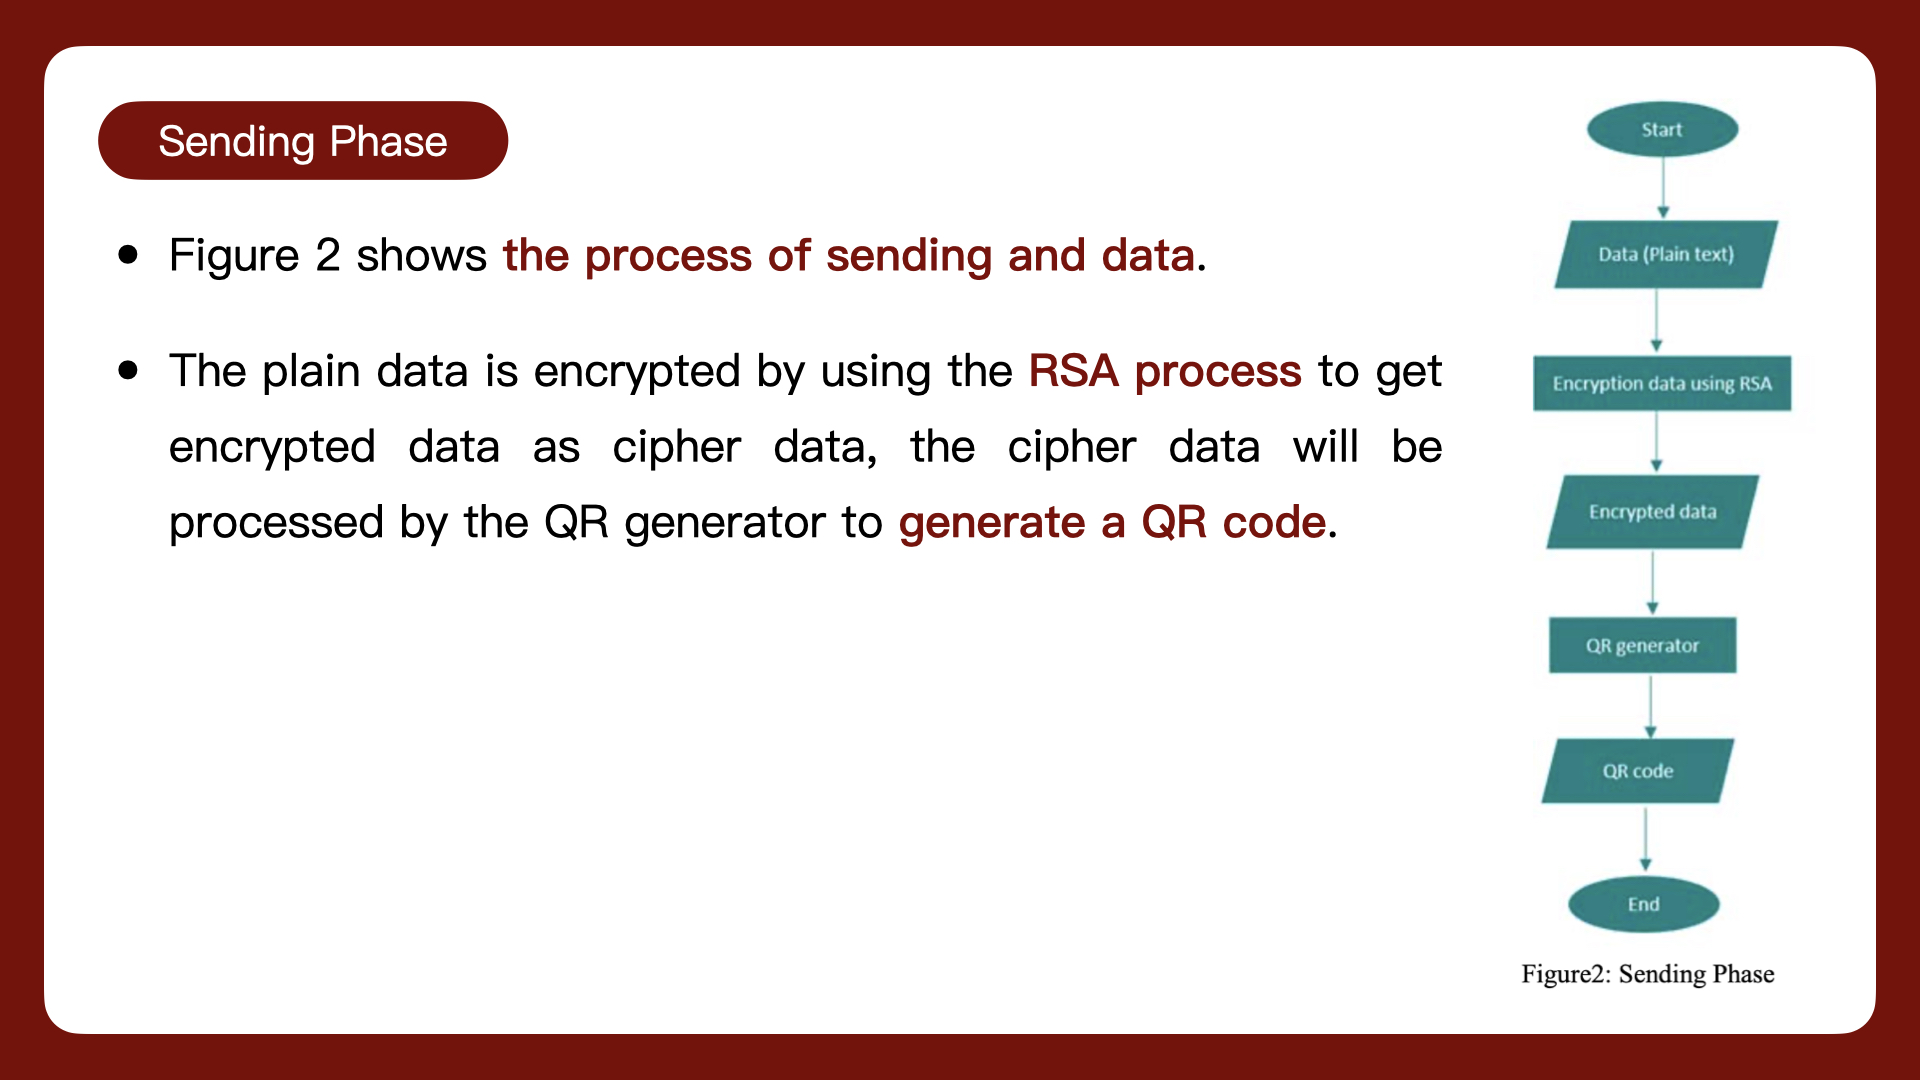 Sending Phase
● Figure 2 shows the process of sending and data.
● The plain data is encrypted by using the RSA process to get
encrypted data as cipher data, the cipher data will be
processed by the QR generator to generate a QR code.
Start
Data (Plain text)
Encryption data using RSA
Encrypted data
QR generator
QR code
End
Figure2: Sending Phase